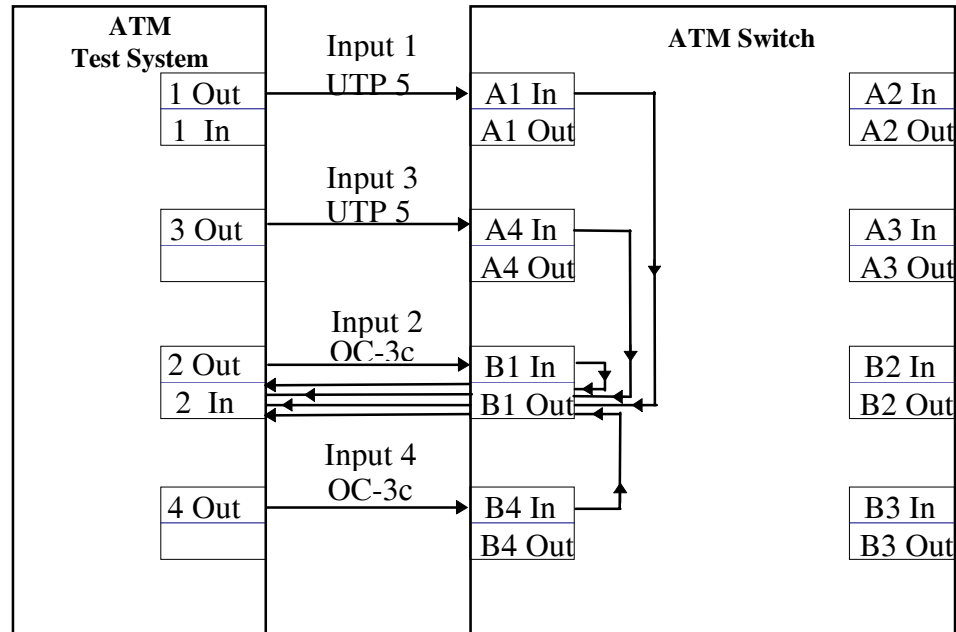 ATM
Test System
1 Out
1 In
3 Out
2 Out
2 In
4 Out
Input 1
UTP 5
Input 3
UTP 5
Input 2
OC-3c
Input 4
OC-3c
ATM Switch
A1 In
A1 Out
A4 In
A4 Out
B1 In
B1 Out
B4 In
B4 Out
A2 In
A2 Out
A3 In
A3 Out
B2 In
B2 Out
B3 In
B3 Out